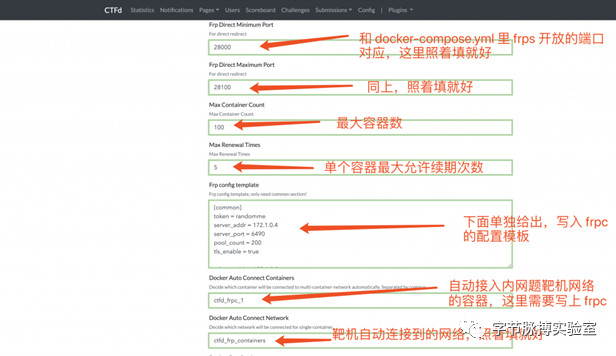 CTFd Statistics Notifications Pages Users Scoreboard Challenges Submissions Config Plugins
Frp Direct Minimum Port
For direct redirect
28000
和 docker-compose.yml 里 frps 开放的端口
对应，这里照着填就好
Frp Direct Maximum Port
For direct redirect
28100
同上，照着填就好
Max Container Count
Max Container Count
100
最大容器数
Max Renewal Times
Max Renewal Times
5
单个容器最大允许续期次数
Frp config template
Frp config template, only need common section!
[common]
token = randomme
server_addr = 172.1.0.4
server_port = 6490
pool_count = 200
tls_enable = true
下面单独给出，写入 frpc
的配置模板
Docker Auto Connect Containers
Decide which container will be connected to multi-container-network automatically. Separated by
ctfd_frpc_1
自动接入内网题靶机网络
的容器，这里需要写上 frpc
Docker Auto Connect Network
Decide which network will be connected for single-container
ctfd_frp_containers
靶机自动连接到的网络，照着填就好
字节脉搏实验室